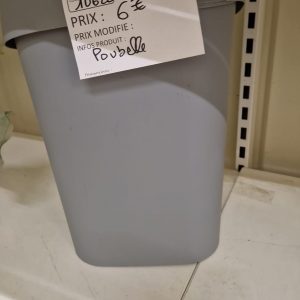 PRIX : 6€
PRIX MODIFIE :
INFOS PRODUIT :
Poubelle